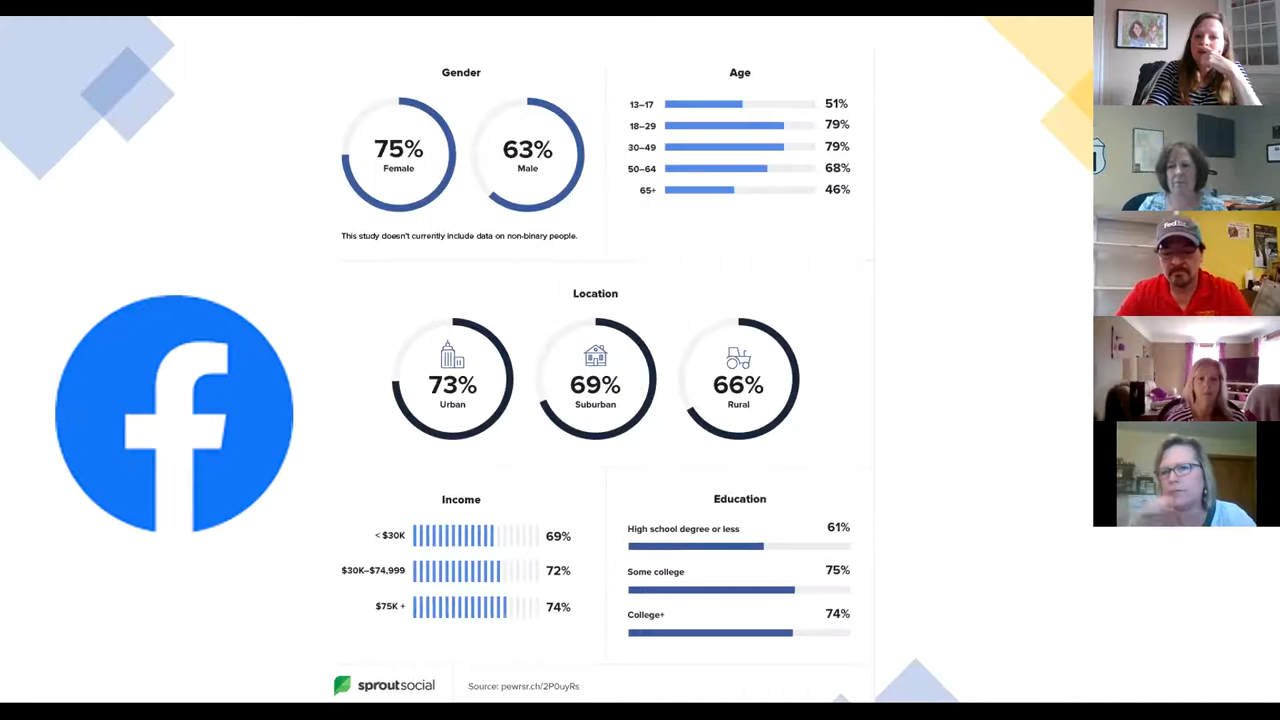 Gender
75%
Female
63%
Male
This study doesn't currently include data on non-binary people.
Age
13–17 51%
18–29 79%
30–49 79%
50–64 68%
65+ 46%
Location
73%
Urban
69%
Suburban
66%
Rural
Income
< $30K 69%
$30K–$74,999 72%
$75K + 74%
Education
High school degree or less 61%
Some college 75%
College+ 74%
sproutsocial
Source: pewrsr.ch/2P0uyRs
FedEx